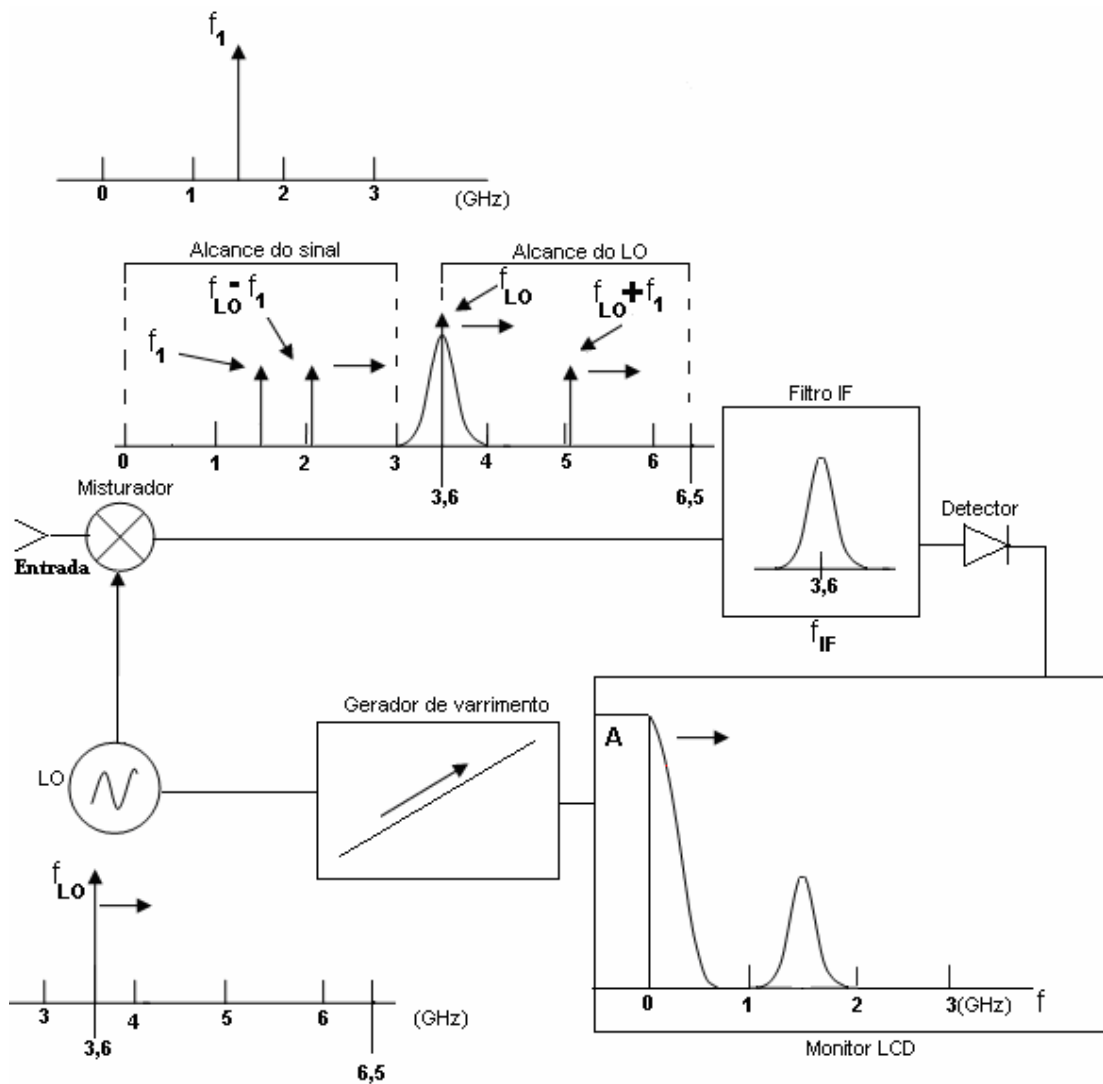 f1
0 1 2 3
(GHz)
Alcance do sinal
Alcance do LO
fLO- f1
fLO
fLO+f1
f1
0 1 2 3 4 5 6
3,6 6,5
Misturador
Entrada
Filtro IF
3,6
fIF
Detector
Gerador de varrimento
LO
A
0 1 2 3(GHz) f
Monitor LCD
fLO
3 4 5 6 (GHz)
3,6
6,5